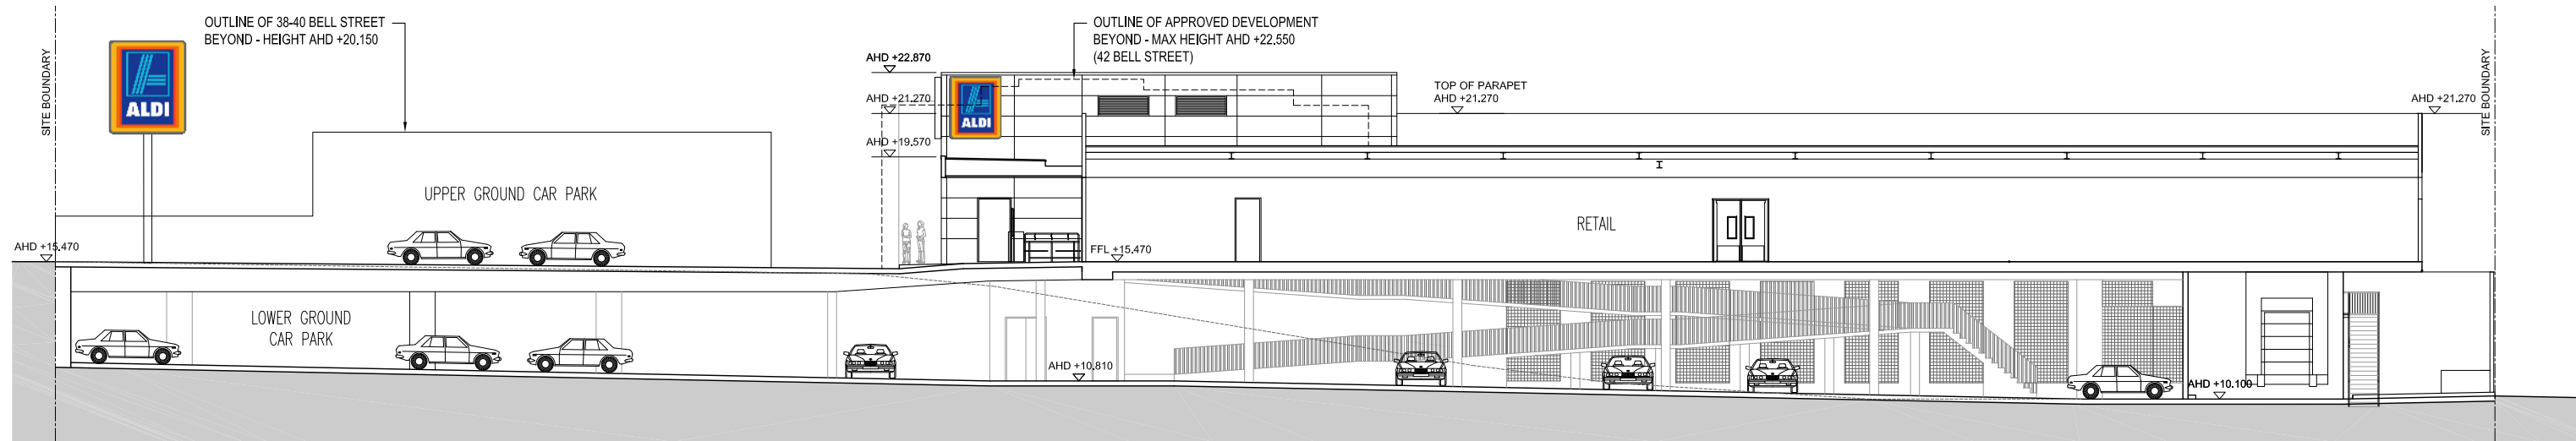 OUTLINE OF 38-40 BELL STREET
BEYOND - HEIGHT AHD +20.150
OUTLINE OF APPROVED DEVELOPMENT
BEYOND - MAX HEIGHT AHD +22.550
(42 BELL STREET)
SITE BOUNDARY
ALDI
AHD +22.870
AHD +21.270
AHD +19.570
ALDI
TOP OF PARAPET
AHD +21.270
AHD +21.270
SITE BOUNDARY
UPPER GROUND CAR PARK
RETAIL
AHD +15.470
FFL +15.470
LOWER GROUND
CAR PARK
AHD +10.810
AHD +10.100